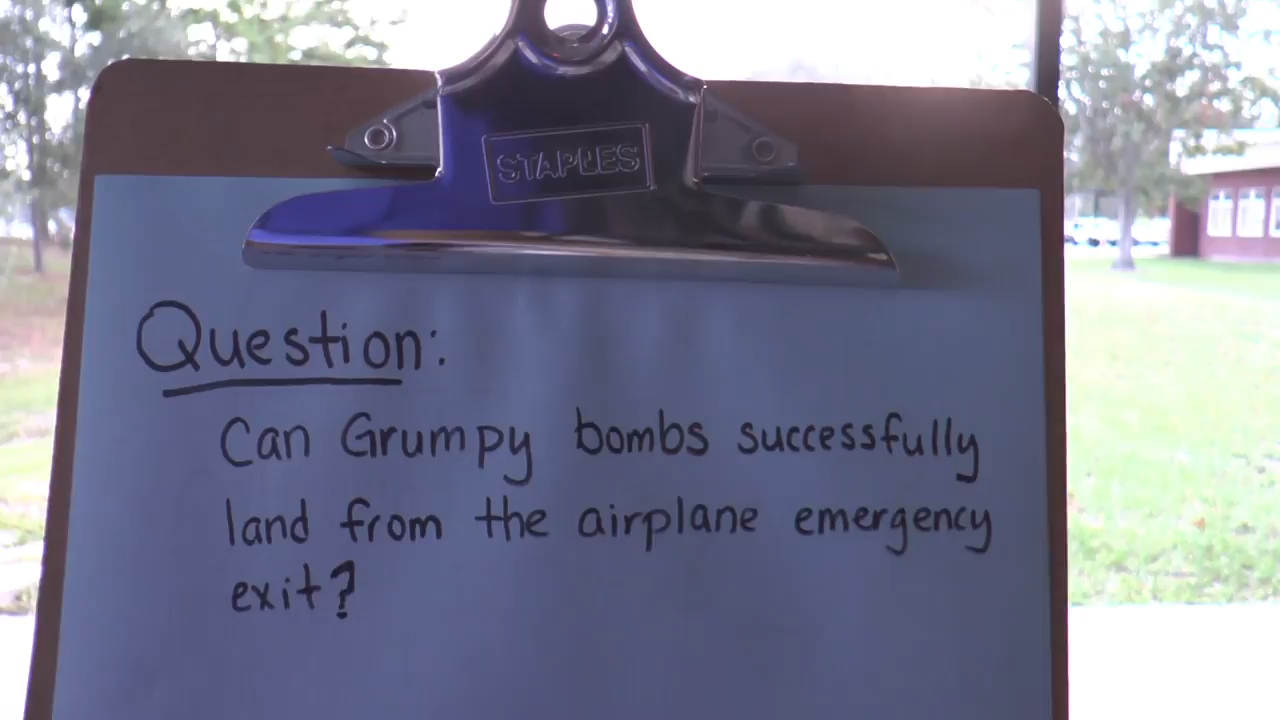 STAPLES
Question:
Can Grumpy bombs successfully
land from the airplane emergency
exit?